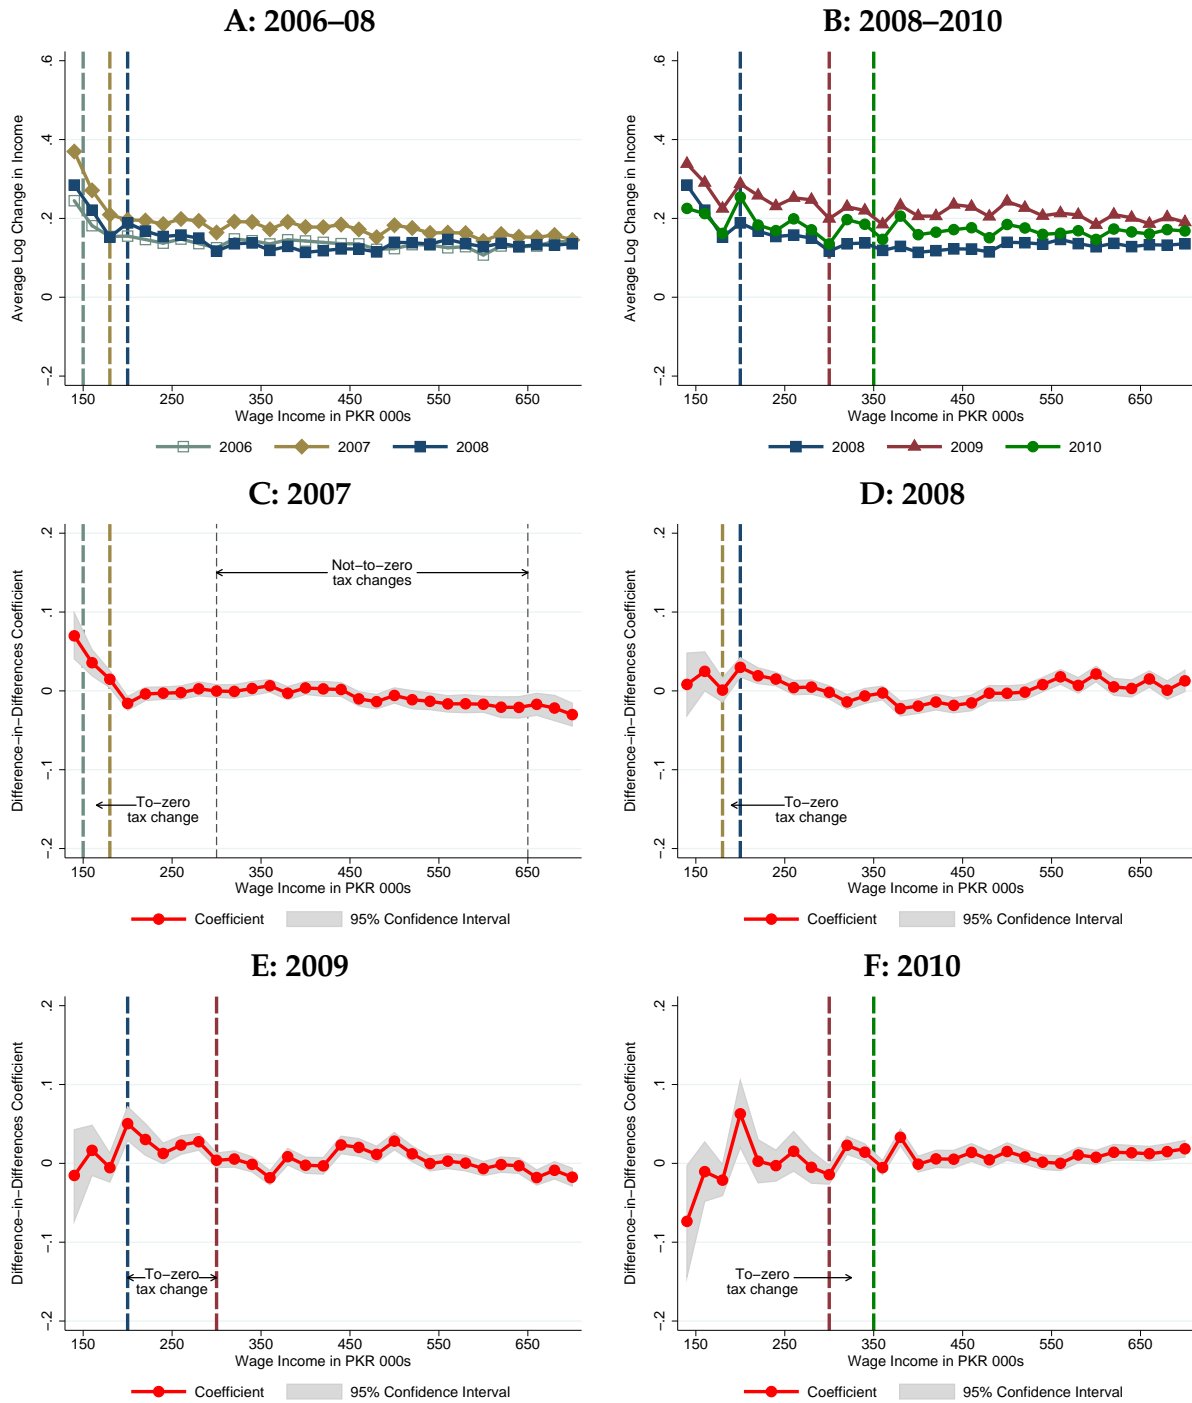 A: 2006–08
Average Log Change in Income
.6
.4
.2
0
−.2
150 250 350 450 550 650
Wage Income in PKR 000s
2006 2007 2008
B: 2008–2010
Average Log Change in Income
.6
.4
.2
0
−.2
150 250 350 450 550 650
Wage Income in PKR 000s
2008 2009 2010
C: 2007
Difference−in−Differences Coefficient
.2
.1
0
−.1
−.2
Not−to−zero
tax changes
To−zero
tax change
150 250 350 450 550 650
Wage Income in PKR 000s
Coefficient 95% Confidence Interval
D: 2008
Difference−in−Differences Coefficient
.2
.1
0
−.1
−.2
To−zero
tax change
150 250 350 450 550 650
Wage Income in PKR 000s
Coefficient 95% Confidence Interval
E: 2009
Difference−in−Differences Coefficient
.2
.1
0
−.1
−.2
To−zero
tax change
150 250 350 450 550 650
Wage Income in PKR 000s
Coefficient 95% Confidence Interval
F: 2010
Difference−in−Differences Coefficient
.2
.1
0
−.1
−.2
To−zero
tax change
150 250 350 450 550 650
Wage Income in PKR 000s
Coefficient 95% Confidence Interval